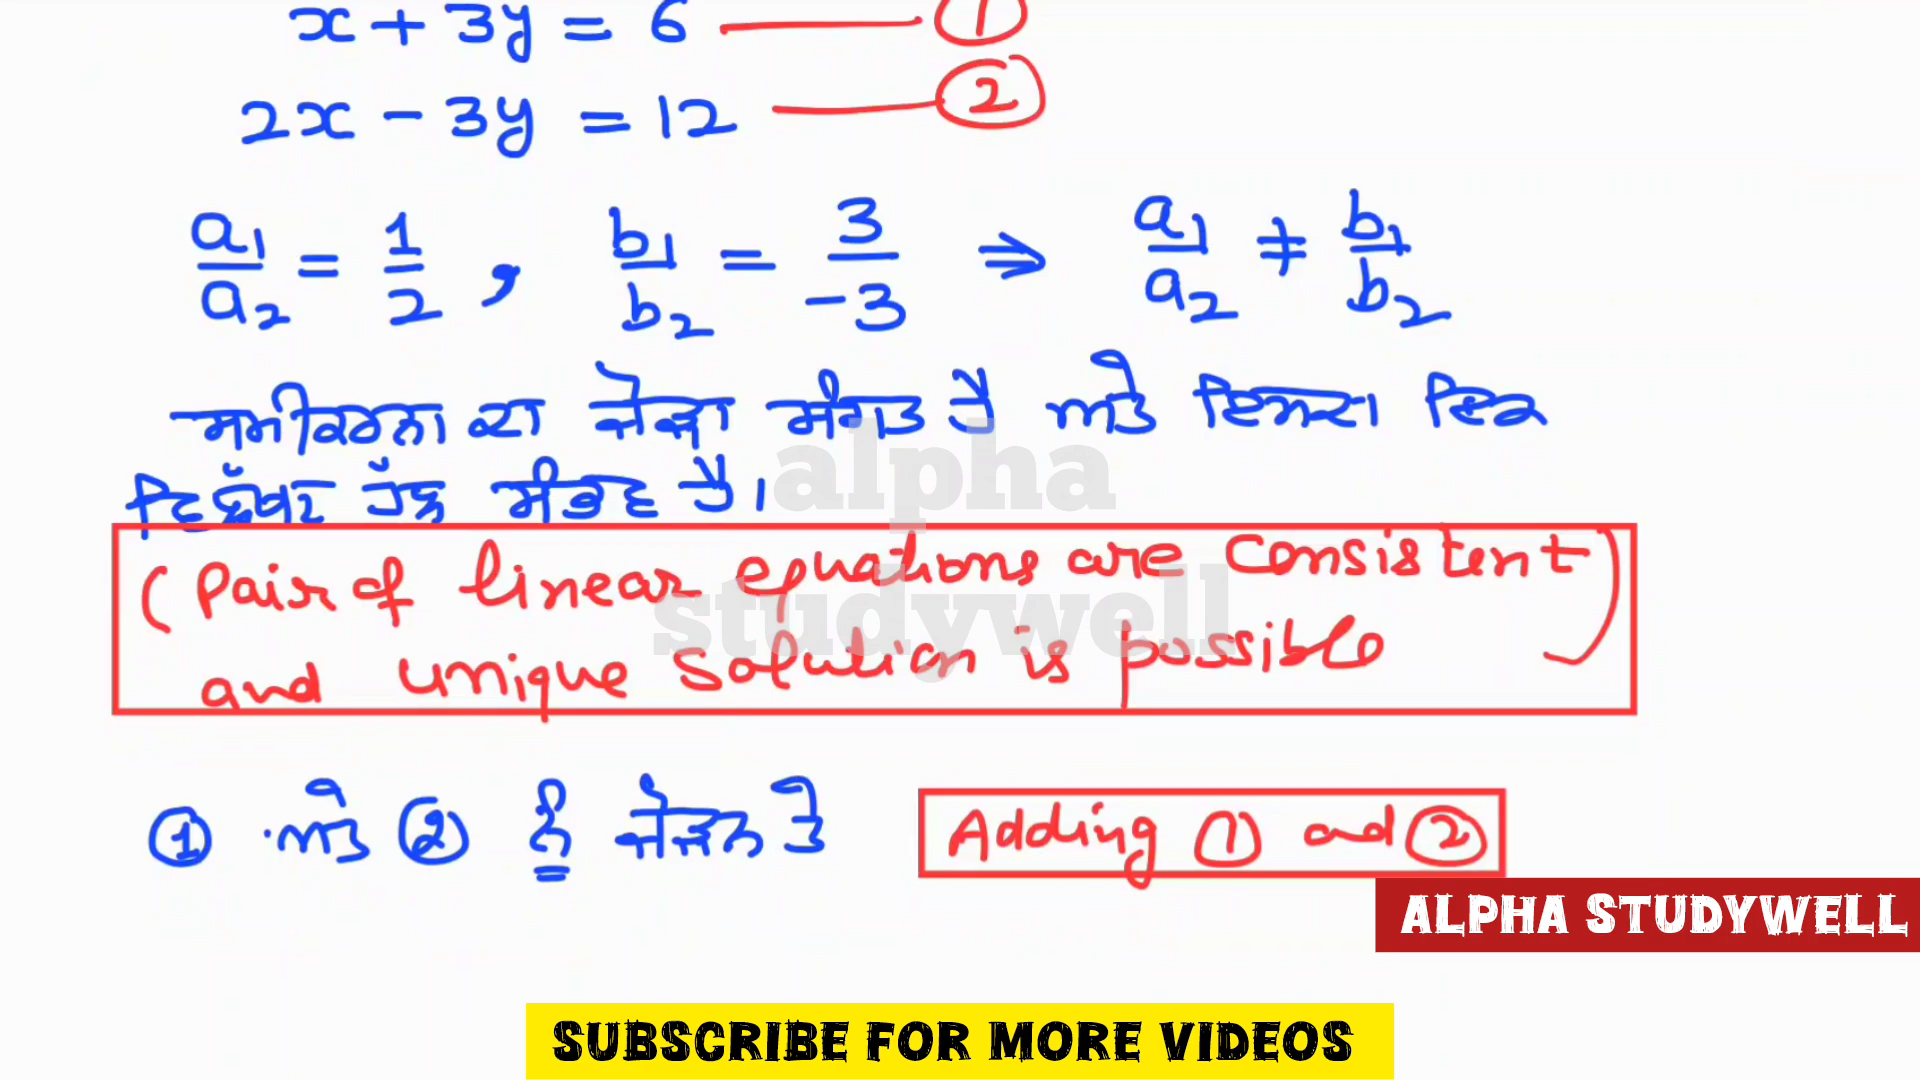 x + 3y = 6 ——— ①
2x - 3y = 12 ——— ②
a₁/a₂ = 1/2 , b₁/b₂ = 3/-3 ⇒ a₁/a₂ ≠ b₁/b₂
ਸਮੀਕਰਨਾ ਦਾ ਜੋੜਾ ਸੰਗਤ ਹੈ ਅਤੇ ਇਸਦਾ ਇਕ
ਵਿਲੱਖਣ ਹੱਲ ਸੰਭਵ ਹੈ।
(Pair of linear equations are consistent
and unique solution is possible)
① ਅਤੇ ② ਨੂੰ ਜੋੜਨ ਤੇ
Adding ① and ②
alpha
studywell
ALPHA STUDYWELL
SUBSCRIBE FOR MORE VIDEOS